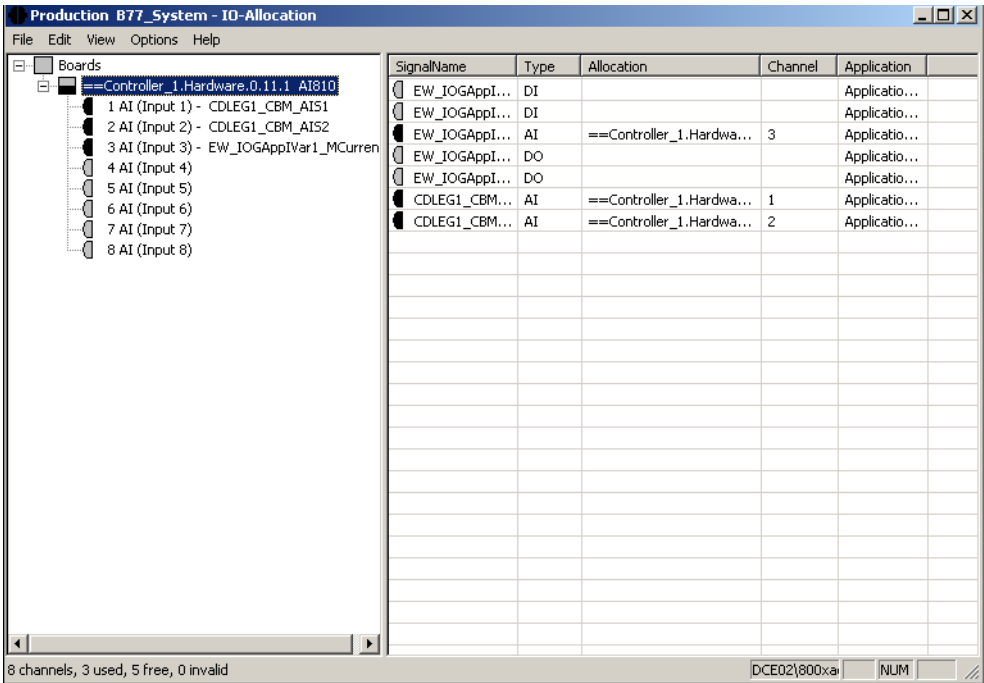 Production B77_System - IO-Allocation
File Edit View Options Help
Boards
==Controller_1.Hardware.0.11.1 AI810
1 AI (Input 1) - CDLEG1_CBM_AIS1
2 AI (Input 2) - CDLEG1_CBM_AIS2
3 AI (Input 3) - EW_IOGAppIVar1_MCurren
4 AI (Input 4)
5 AI (Input 5)
6 AI (Input 6)
7 AI (Input 7)
8 AI (Input 8)
SignalName Type Allocation Channel Application
EW_IOGAppI... DI Applicatio...
EW_IOGAppI... DI Applicatio...
EW_IOGAppI... AI ==Controller_1.Hardwa... 3 Applicatio...
EW_IOGAppI... DO Applicatio...
EW_IOGAppI... DO Applicatio...
CDLEG1_CBM... AI ==Controller_1.Hardwa... 1 Applicatio...
CDLEG1_CBM... AI ==Controller_1.Hardwa... 2 Applicatio...
8 channels, 3 used, 5 free, 0 invalid
DCE02\800xa NUM